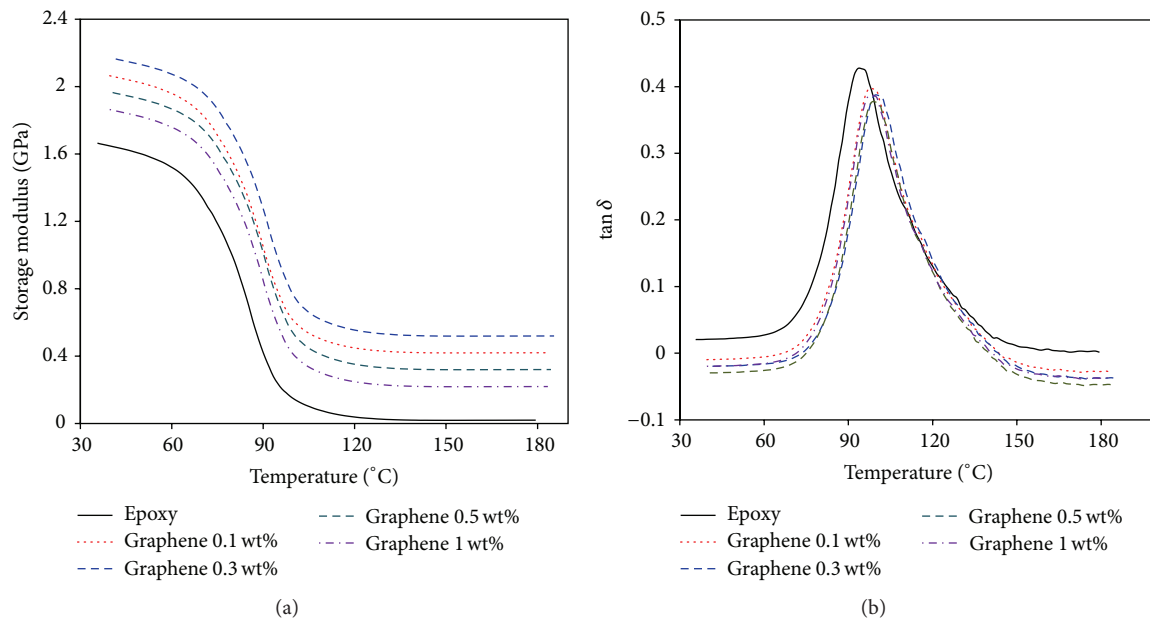 2.4
2
1.6
1.2
0.8
0.4
0
Storage modulus (GPa)
30 60 90 120 150 180
Temperature (°C)
Epoxy
Graphene 0.1 wt%
Graphene 0.3 wt%
Graphene 0.5 wt%
Graphene 1 wt%
(a)
0.5
0.4
0.3
0.2
0.1
0
−0.1
tan δ
30 60 90 120 150 180
Temperature (°C)
Epoxy
Graphene 0.1 wt%
Graphene 0.3 wt%
Graphene 0.5 wt%
Graphene 1 wt%
(b)